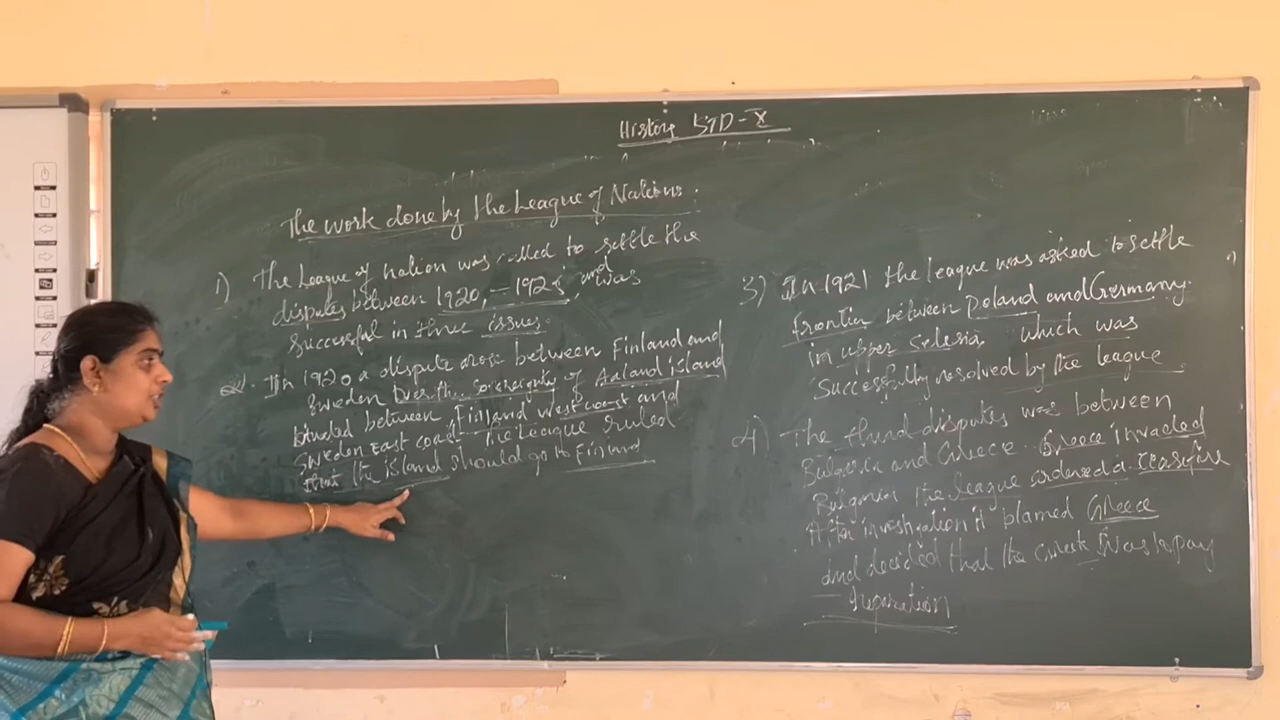 History STD-X
The work done by the League of Nations.
1) The League of nation was called to settle the
disputes between 1920, - 1925, and was
successful in three issues.
2. In 1920 a dispute arose between Finland and
Sweden Over the sovereignty of Aaland island
between Finland west coast and
Sweden East coast The League ruled
that the island should go to Finland
3) In 1921 the league was asked to settle
frontier between Poland and Germany.
in upper Silesia, which was
Successfully resolved by the league.
4) The third disputes was between
Bulgaria and Greece. Greece invaded
Bulgaria the league ordered a ceasefire
After investigation it blamed Greece
and decided that the Greek was to pay
reparation